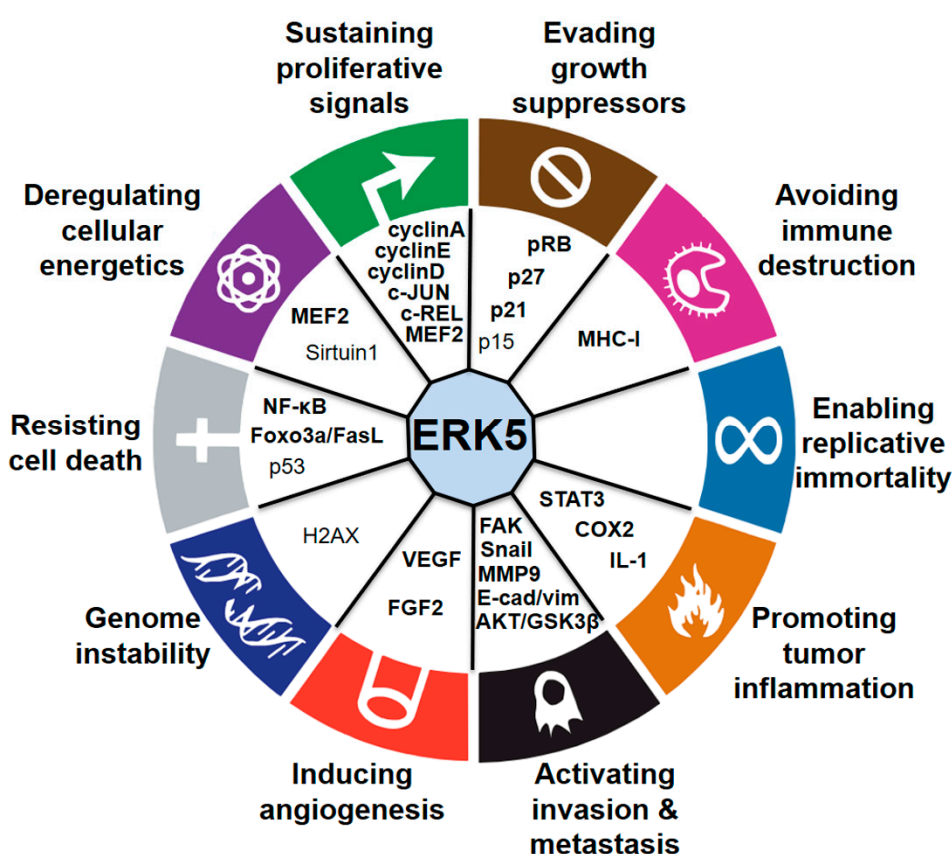 Sustaining
proliferative
signals
Evading
growth
suppressors
Avoiding
immune
destruction
Enabling
replicative
immortality
Promoting
tumor
inflammation
Activating
invasion &
metastasis
Inducing
angiogenesis
Genome
instability
Resisting
cell death
Deregulating
cellular
energetics
cyclinA
cyclinE
cyclinD
c-JUN
c-REL
MEF2
pRB
p27
p21
p15
MHC-I
STAT3
COX2
IL-1
FAK
Snail
MMP9
E-cad/vim
AKT/GSK3β
VEGF
FGF2
H2AX
NF-κB
Foxo3a/FasL
p53
MEF2
Sirtuin1
ERK5